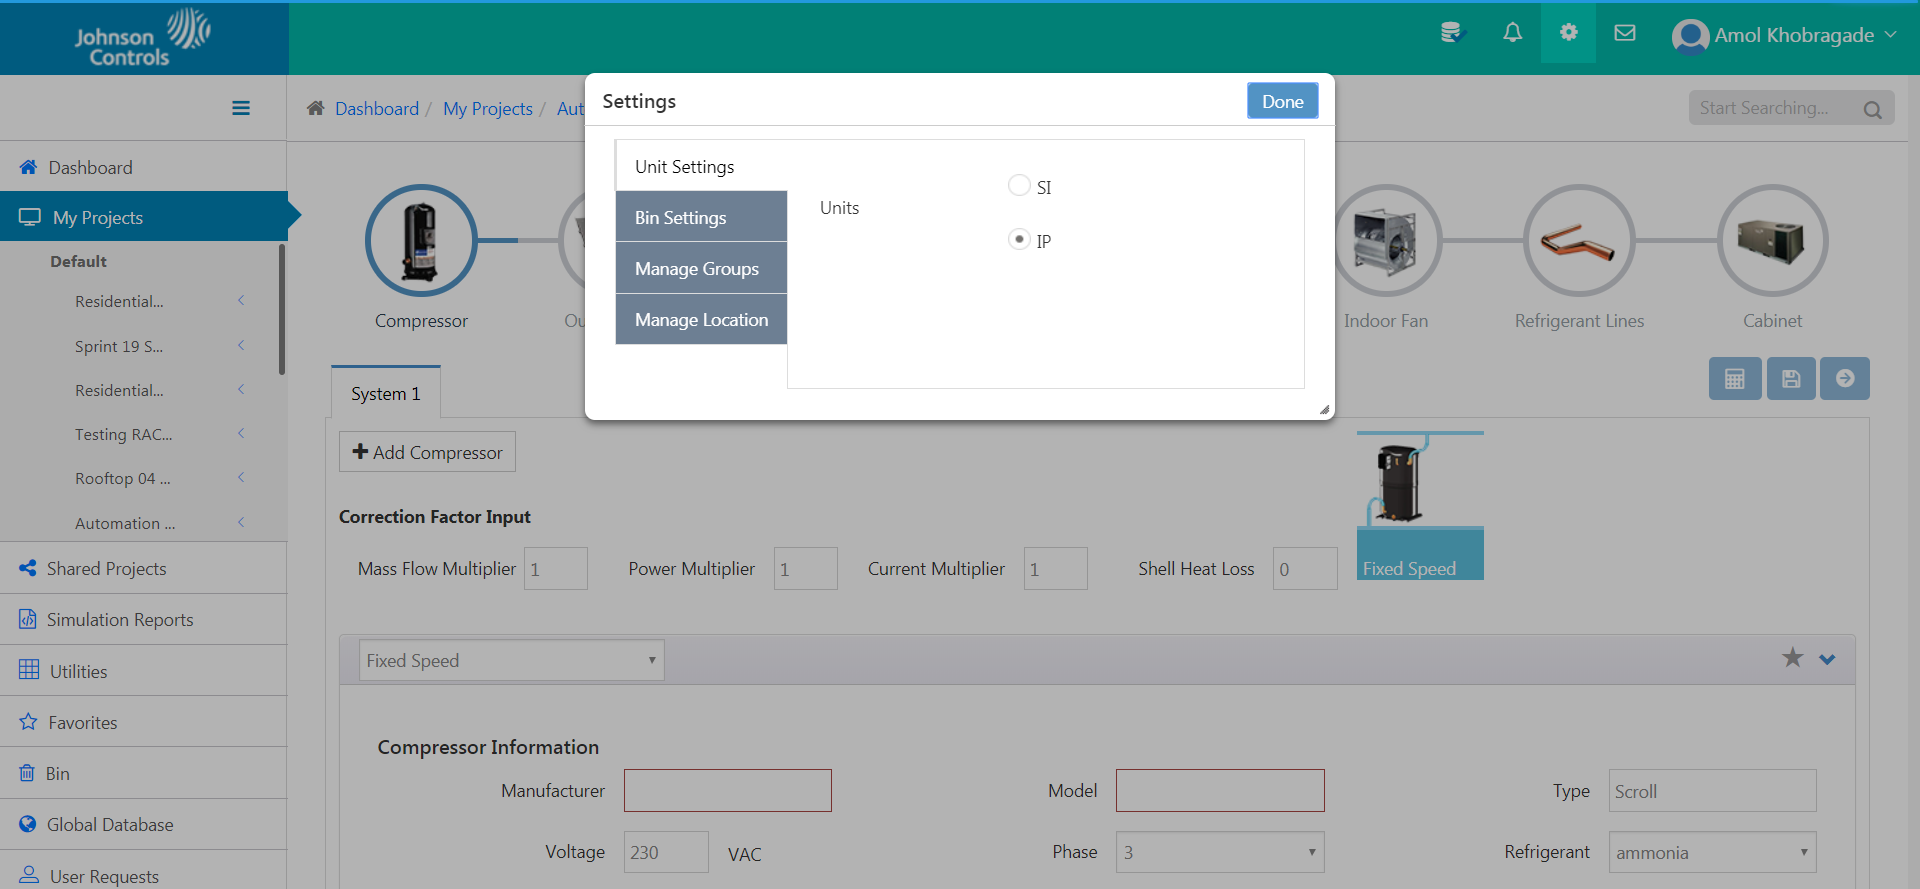 Johnson
Controls
Amol Khobragade
Dashboard / My Projects / Aut
Start Searching...
Settings
Done
Unit Settings
Bin Settings
Manage Groups
Manage Location
Units
SI
IP
Dashboard
My Projects
Default
Residential...
Sprint 19 S...
Residential...
Testing RAC...
Rooftop 04 ...
Automation ...
Shared Projects
Simulation Reports
Utilities
Favorites
Bin
Global Database
User Requests
Compressor
Ou
Indoor Fan
Refrigerant Lines
Cabinet
System 1
Add Compressor
Correction Factor Input
Mass Flow Multiplier 1
Power Multiplier 1
Current Multiplier 1
Shell Heat Loss 0
Fixed Speed
Fixed Speed
Compressor Information
Manufacturer
Model
Type Scroll
Voltage 230 VAC
Phase 3
Refrigerant ammonia